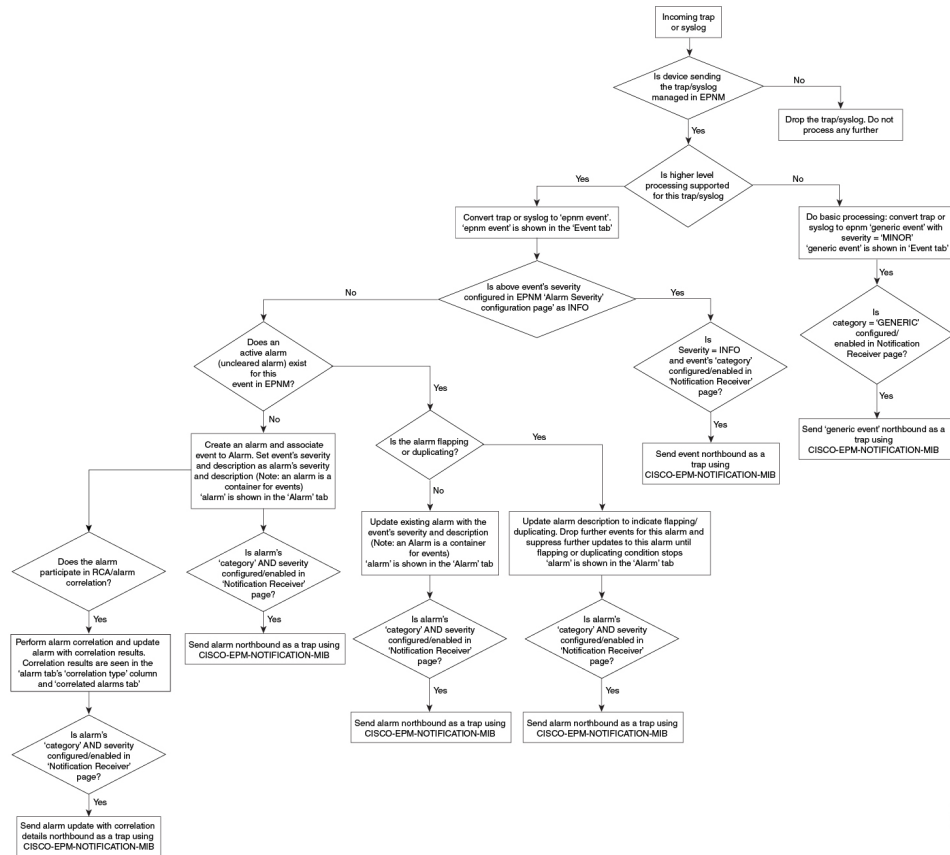 Incoming trap
or syslog
Is device sending
the trap/syslog
managed in EPNM
No
Drop the trap/syslog. Do not
process any further
Yes
Is higher level
processing supported
for this trap/syslog
Yes
No
Convert trap or syslog to 'epnm event'.
'epnm event' is shown in the 'Event tab'
Do basic processing: convert trap or
syslog to epnm 'generic event' with
severity = 'MINOR'
'generic event' is shown in 'Event tab'
Is above event's severity
configured in EPNM 'Alarm Severity'
configuration page' as INFO
No
Yes
Yes
Does an
active alarm
(uncleared alarm) exist
for this
event in EPNM?
Is
Severity = INFO
and event's 'category'
configured/enabled in
'Notification Receiver'
page?
Is
category = 'GENERIC'
configured/
enabled in Notification
Receiver page?
Yes
No
Yes
Yes
Send event northbound as a
trap using
CISCO-EPM-NOTIFICATION-MIB
Send 'generic event' northbound as a
trap using
CISCO-EPM-NOTIFICATION-MIB
Create an alarm and associate
event to Alarm. Set event's severity
and description as alarm's severity
and description (Note: an alarm is a
container for events)
'alarm' is shown in the 'Alarm' tab
Is the alarm flapping
or duplicating?
Yes
No
Update existing alarm with the
event's severity and description
(Note: an Alarm is a container
for events)
'alarm' is shown in the 'Alarm' tab
Update alarm description to indicate flapping/
duplicating. Drop further events for this alarm and
suppress further updates to this alarm until
flapping or duplicating condition stops
'alarm' is shown in the 'Alarm' tab
Does the alarm
participate in RCA/alarm
correlation?
Is alarm's
'category' AND severity
configured/enabled in
'Notification Receiver'
page?
Yes
Yes
Perform alarm correlation and update
alarm with correlation results.
Correlation results are seen in the
'alarm tab's 'correlation type' column
and 'correlated alarms tab'
Send alarm northbound as a trap using
CISCO-EPM-NOTIFICATION-MIB
Is alarm's
'category' AND severity
configured/enabled in
'Notification Receiver'
page?
Is alarm's
'category' AND severity
configured/enabled in
'Notification Receiver'
page?
Yes
Yes
Send alarm northbound as a trap using
CISCO-EPM-NOTIFICATION-MIB
Send alarm northbound as a trap using
CISCO-EPM-NOTIFICATION-MIB
Is alarm's
'category' AND severity
configured/enabled in
'Notification Receiver'
page?
Yes
Send alarm update with correlation
details northbound as a trap using
CISCO-EPM-NOTIFICATION-MIB